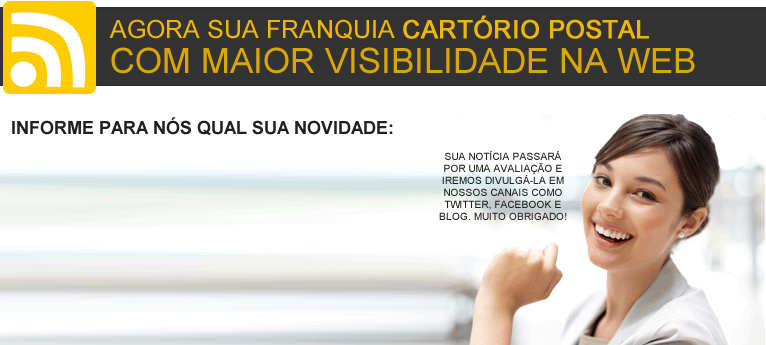 AGORA SUA FRANQUIA CARTÓRIO POSTAL
COM MAIOR VISIBILIDADE NA WEB
INFORME PARA NÓS QUAL SUA NOVIDADE:
SUA NOTÍCIA PASSARÁ
POR UMA AVALIAÇÃO E
IREMOS DIVULGÁ-LA EM
NOSSOS CANAIS COMO
TWITTER, FACEBOOK E
BLOG. MUITO OBRIGADO!